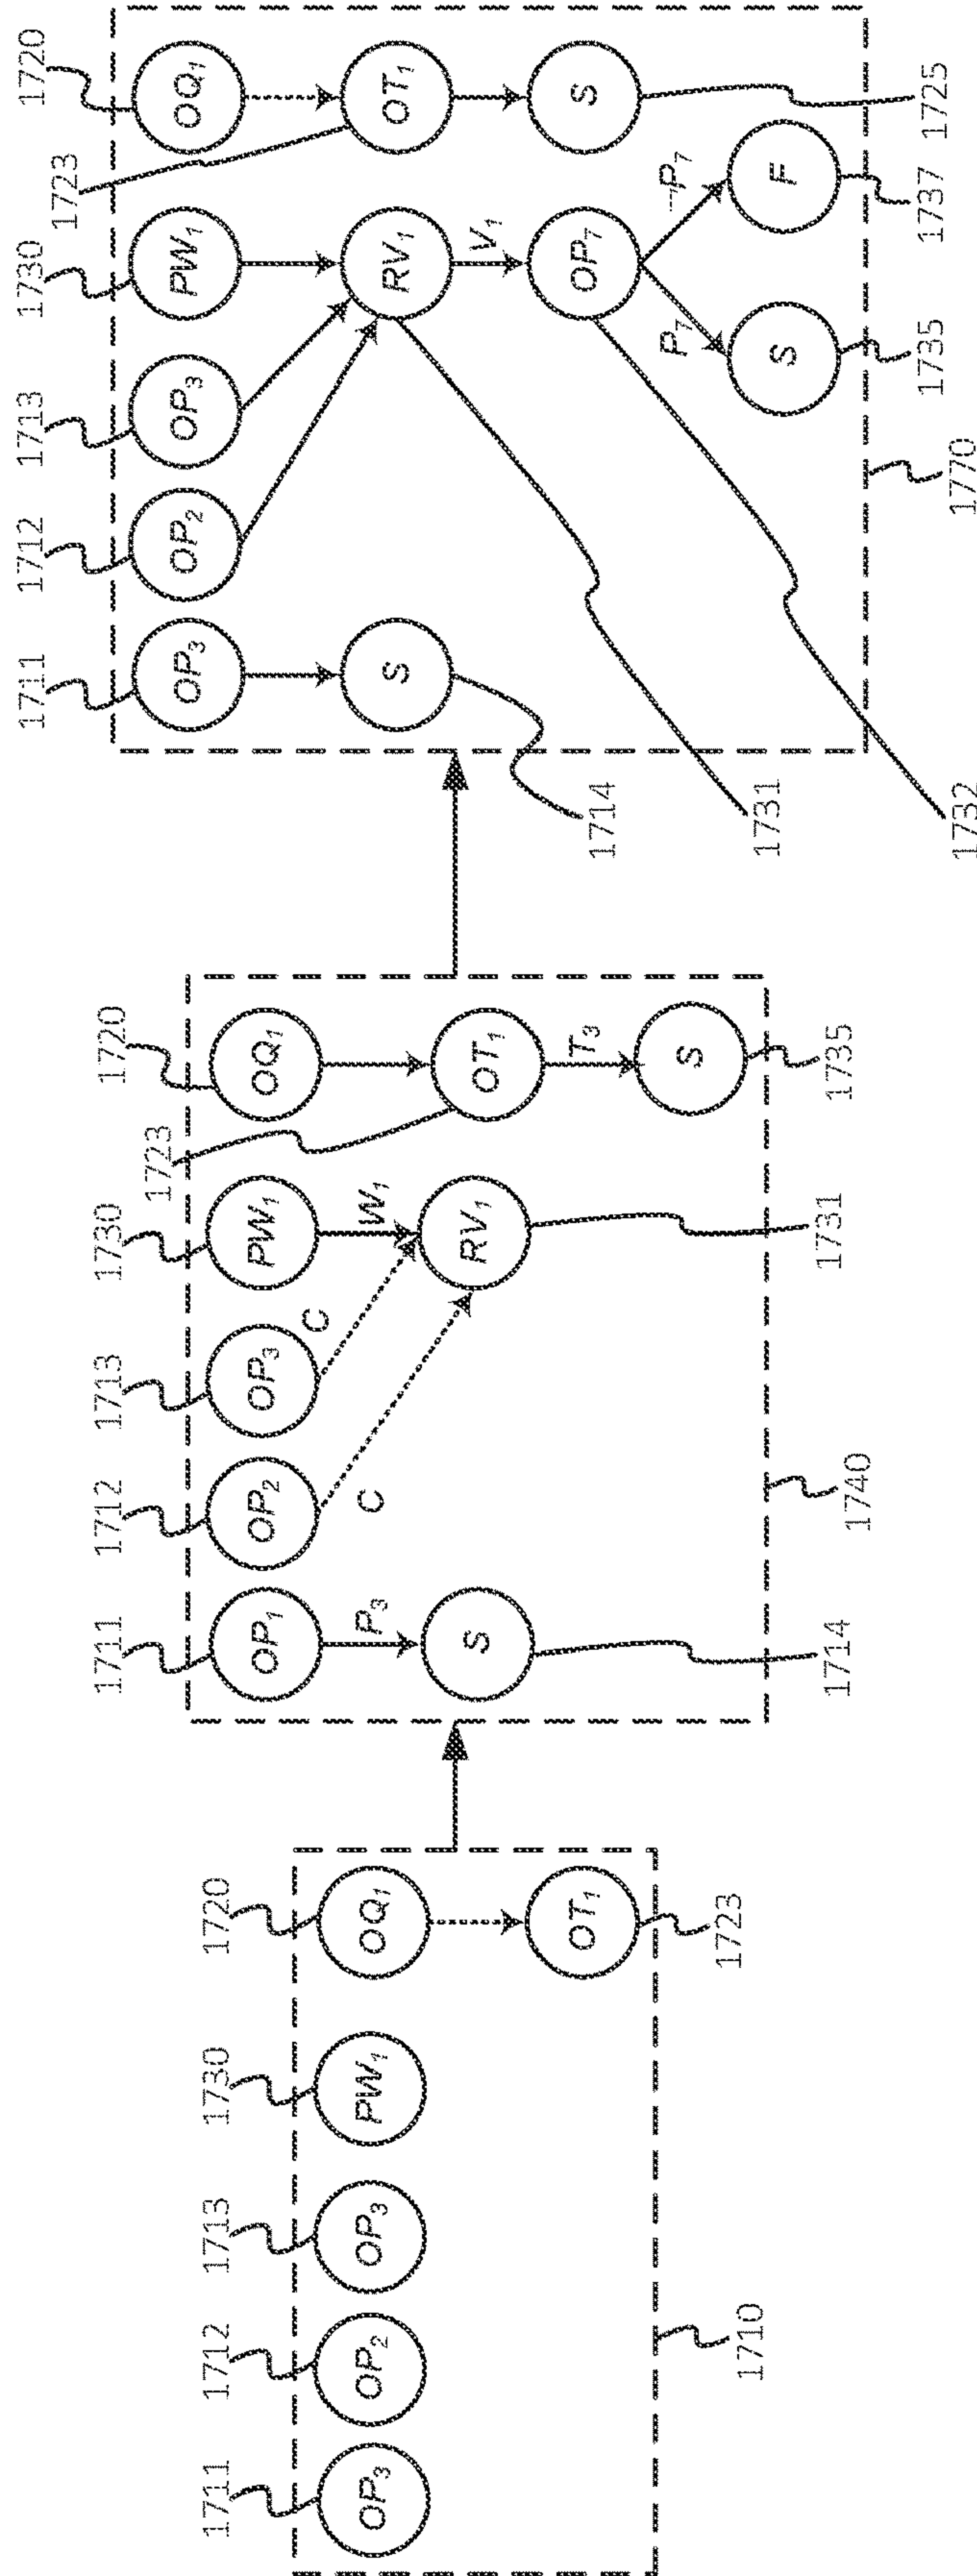 1711 1712 1713 1730 1720
OP3 OP2 OP3 PW1 OQ1
OT1
1723
1710
1711 1712 1713 1730 1723 1720
OP1 OP2 OP3 PW1 OQ1
P3 C C W1
S RV1 OT1
T3
S
1714 1731 1735
1740
1711 1712 1713 1730 1723 1720
OP3 OP2 OP3 PW1 OQ1
S RV1 OT1
V1
OP7 S
P7 ¬P7
S F
1714 1731 1732
1735 1737 1725
1770